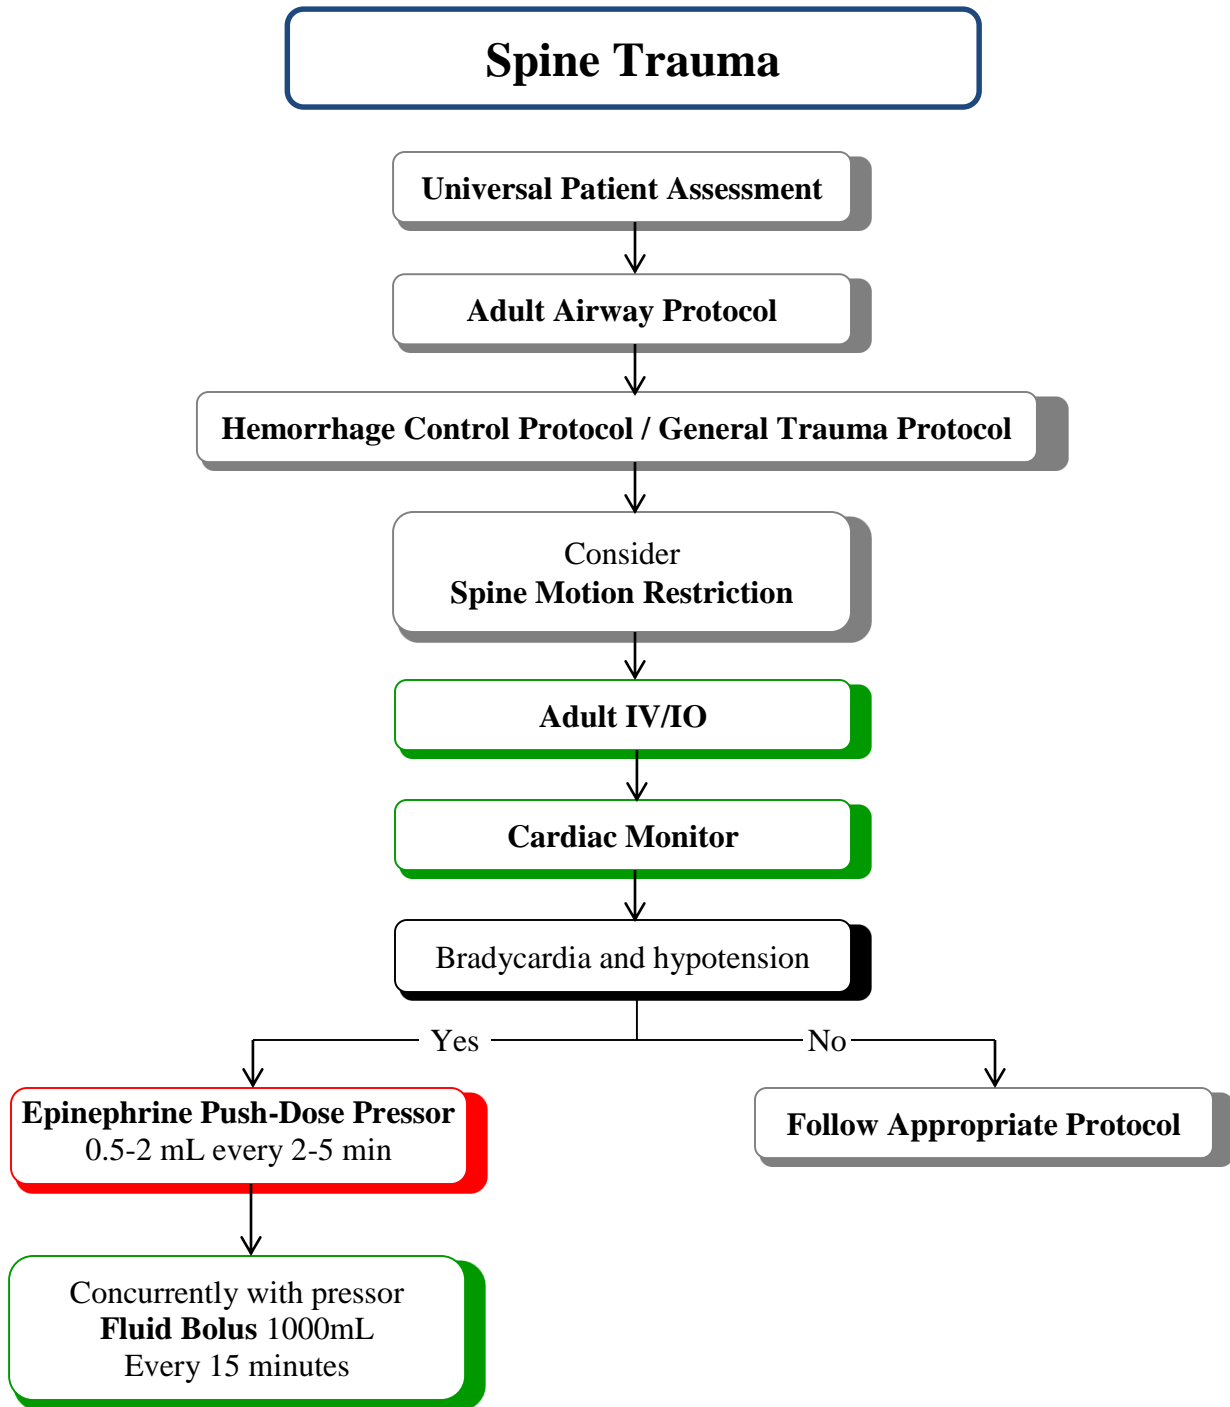 Spine Trauma
Universal Patient Assessment
Adult Airway Protocol
Hemorrhage Control Protocol / General Trauma Protocol
Consider
Spine Motion Restriction
Adult IV/IO
Cardiac Monitor
Bradycardia and hypotension
Yes
No
Epinephrine Push-Dose Pressor
0.5-2 mL every 2-5 min
Follow Appropriate Protocol
Concurrently with pressor
Fluid Bolus 1000mL
Every 15 minutes